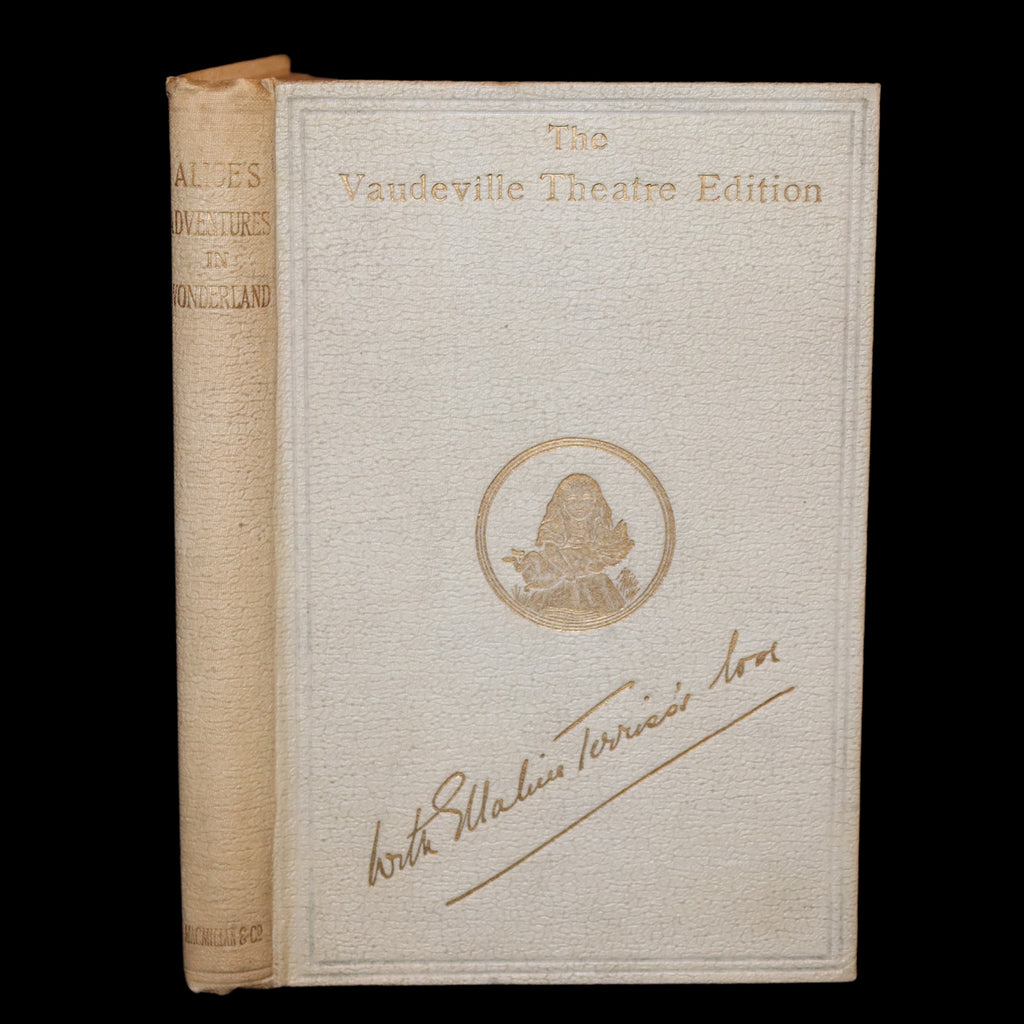 ALICE'S
ADVENTURES
IN
WONDERLAND
MACMILLAN & Co
The
Vaudeville Theatre Edition
With Ellaline Terriss's love